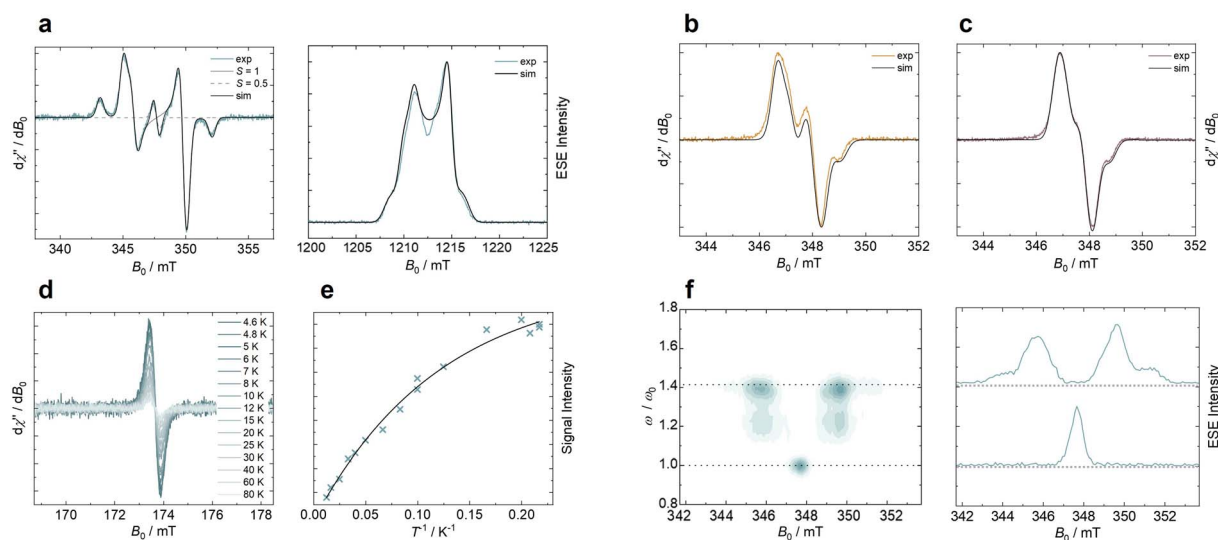 a
exp
S = 1
S = 0.5
sim
dχ" / dB0
340 345 350 355
B0 / mT
exp
sim
ESE Intensity
1200 1205 1210 1215 1220 1225
B0 / mT
b
exp
sim
dχ" / dB0
344 346 348 350 352
B0 / mT
c
exp
sim
dχ" / dB0
344 346 348 350 352
B0 / mT
d
4.6 K
4.8 K
5 K
6 K
7 K
8 K
10 K
12 K
15 K
20 K
25 K
30 K
40 K
60 K
80 K
dχ" / dB0
170 172 174 176 178
B0 / mT
e
Signal Intensity
0.00 0.05 0.10 0.15 0.20
T-1 / K-1
f
1.8
1.6
1.4
1.2
1.0
0.8
ω / ω0
342 346 350
B0 / mT
ESE Intensity
342 344 346 348 350 352
B0 / mT